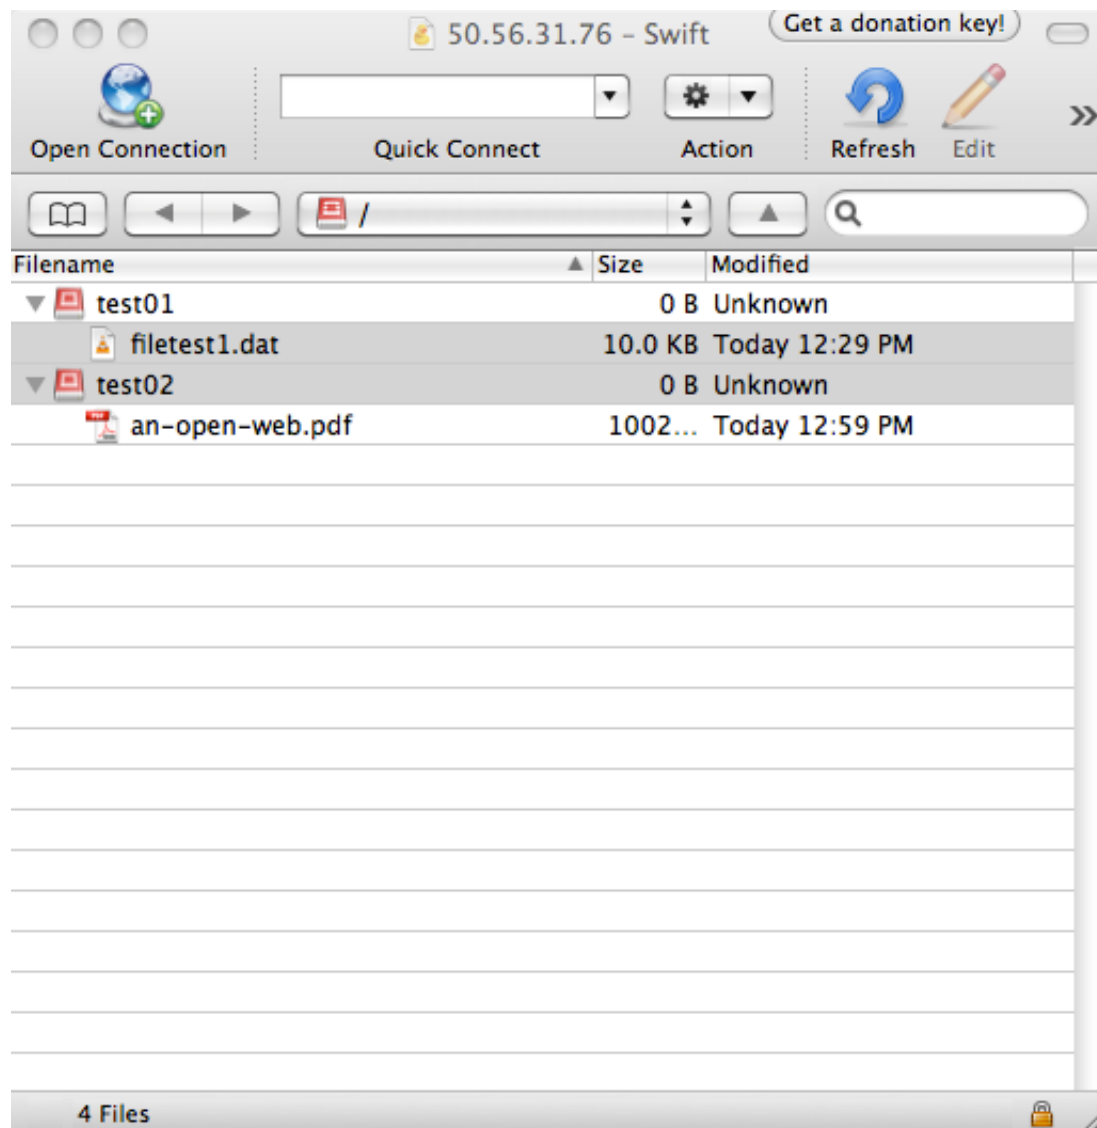 50.56.31.76 – Swift
Get a donation key!
Open Connection
Quick Connect
Action
Refresh
Edit
/
Filename Size Modified
test01 0 B Unknown
filetest1.dat 10.0 KB Today 12:29 PM
test02 0 B Unknown
an-open-web.pdf 1002... Today 12:59 PM
4 Files